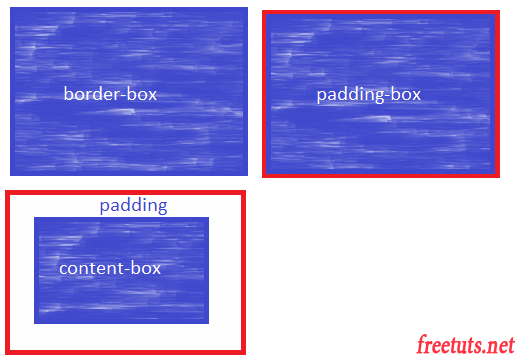 border-box
padding-box
padding
content-box
freetuts.net